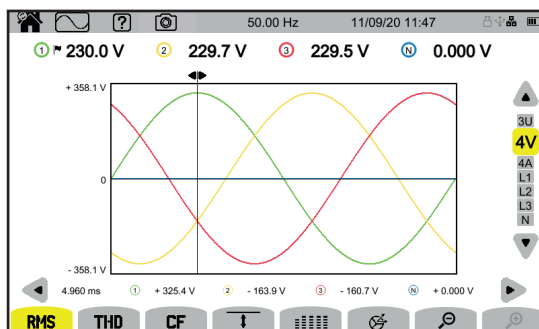 ? 50.00 Hz 11/09/20 11:47
1 230.0 V 2 229.7 V 3 229.5 V N 0.000 V
+ 358.1 V
0
- 358.1 V
3U
4V
4A
L1
L2
L3
N
4.960 ms 1 + 325.4 V 2 - 163.9 V 3 - 160.7 V N + 0.000 V
RMS THD CF